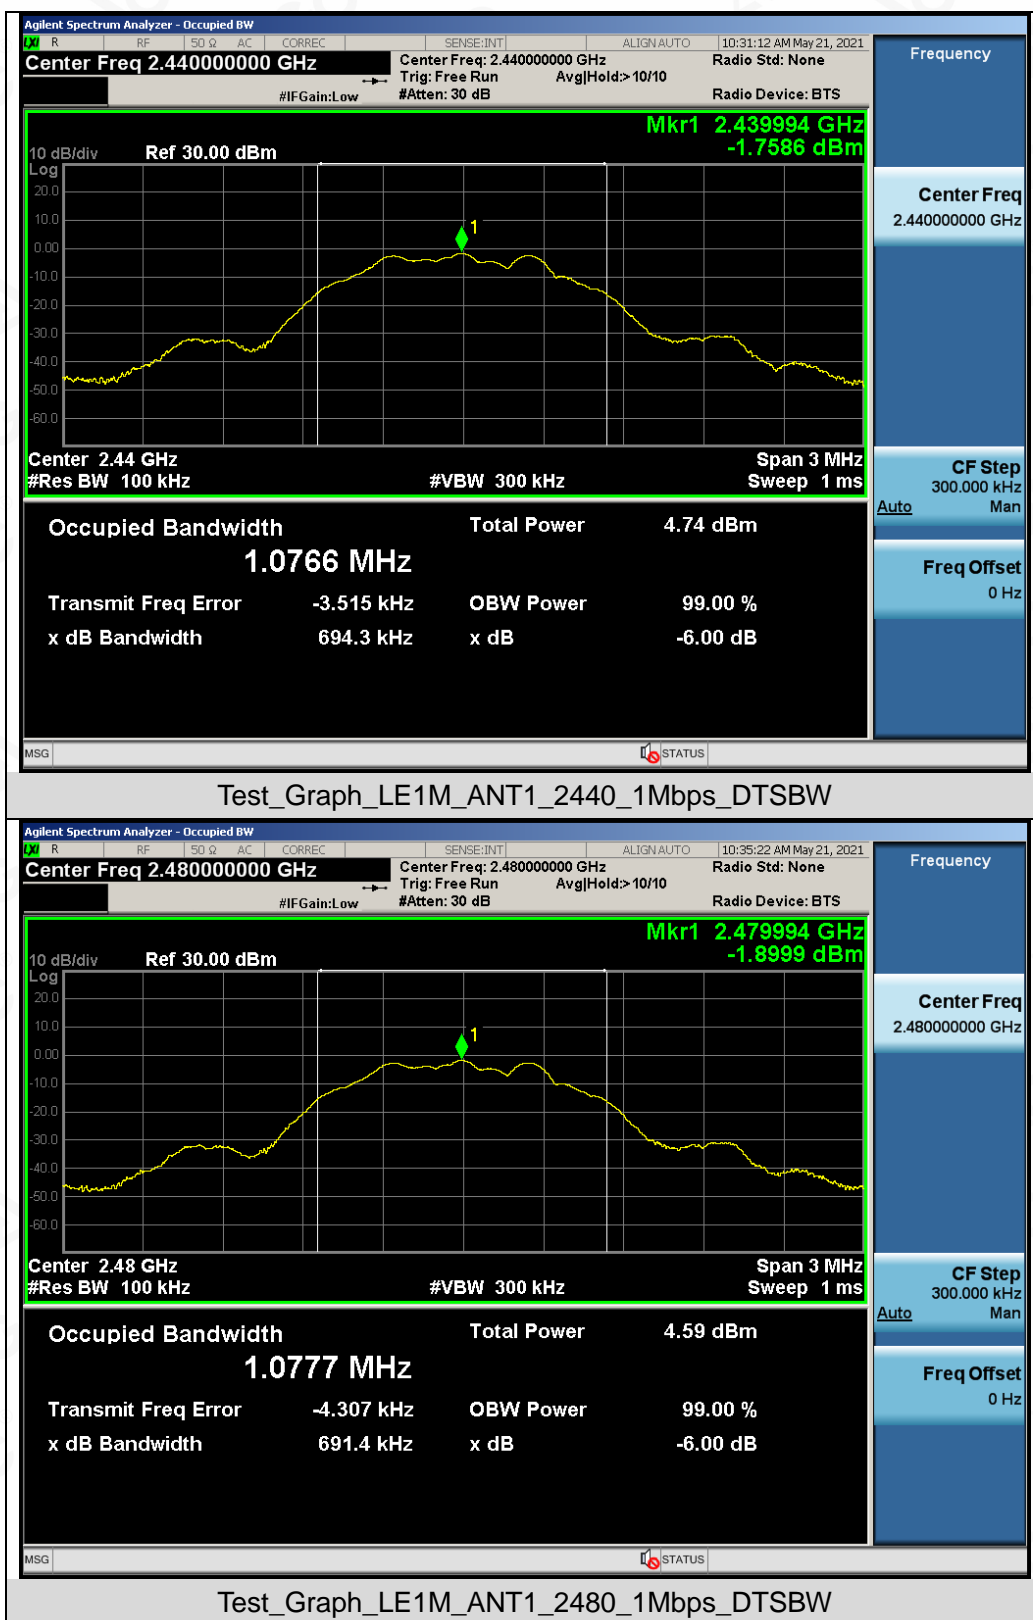 Agilent Spectrum Analyzer - Occupied BW
LXI R RF 50 Ω AC CORREC SENSE:INT ALIGNAUTO 10:31:12 AM May 21, 2021
Center Freq 2.440000000 GHz
Center Freq: 2.440000000 GHz
Radio Std: None
Trig: Free Run Avg|Hold:>10/10
#IFGain:Low #Atten: 30 dB Radio Device: BTS
Frequency
Mkr1 2.439994 GHz
-1.7586 dBm
10 dB/div Ref 30.00 dBm
Log
20.0
10.0
0.00
-10.0
-20.0
-30.0
-40.0
-50.0
-60.0
1
Center 2.44 GHz Span 3 MHz
#Res BW 100 kHz #VBW 300 kHz Sweep 1 ms
Center Freq
2.440000000 GHz
CF Step
300.000 kHz
Auto Man
Freq Offset
0 Hz
Occupied Bandwidth Total Power 4.74 dBm
1.0766 MHz
Transmit Freq Error -3.515 kHz OBW Power 99.00 %
x dB Bandwidth 694.3 kHz x dB -6.00 dB
MSG STATUS
Test_Graph_LE1M_ANT1_2440_1Mbps_DTSBW
Agilent Spectrum Analyzer - Occupied BW
LXI R RF 50 Ω AC CORREC SENSE:INT ALIGNAUTO 10:35:22 AM May 21, 2021
Center Freq 2.480000000 GHz
Center Freq: 2.480000000 GHz
Radio Std: None
Trig: Free Run Avg|Hold:>10/10
#IFGain:Low #Atten: 30 dB Radio Device: BTS
Frequency
Mkr1 2.479994 GHz
-1.8999 dBm
10 dB/div Ref 30.00 dBm
Log
20.0
10.0
0.00
-10.0
-20.0
-30.0
-40.0
-50.0
-60.0
1
Center 2.48 GHz Span 3 MHz
#Res BW 100 kHz #VBW 300 kHz Sweep 1 ms
Center Freq
2.480000000 GHz
CF Step
300.000 kHz
Auto Man
Freq Offset
0 Hz
Occupied Bandwidth Total Power 4.59 dBm
1.0777 MHz
Transmit Freq Error -4.307 kHz OBW Power 99.00 %
x dB Bandwidth 691.4 kHz x dB -6.00 dB
MSG STATUS
Test_Graph_LE1M_ANT1_2480_1Mbps_DTSBW